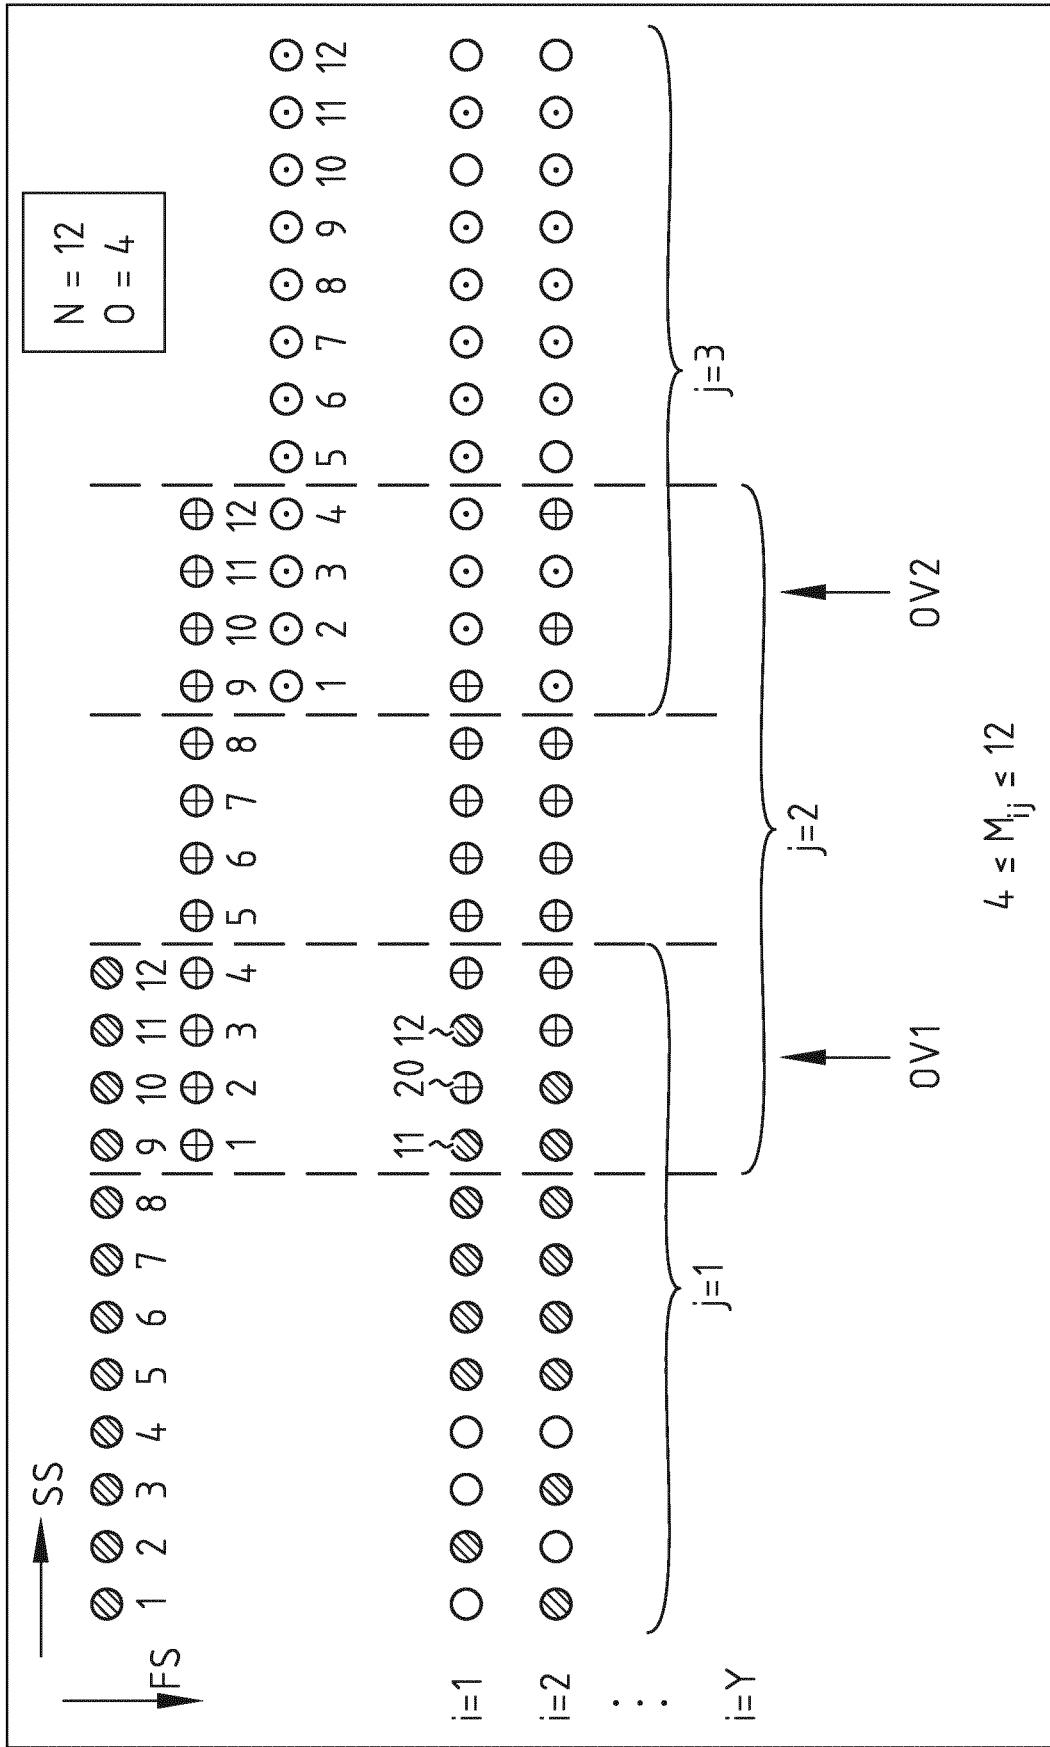 SS
FS
N = 12
O = 4
1 2 3 4 5 6 7 8 9 10 11 12
1 2 3 4 5 6 7 8 9 10 11 12
1 2 3 4 5 6 7 8 9 10 11 12
11 20 12
i=1
i=2
. . .
i=Y
j=1
j=3
j=2
OV1
OV2
4 ≤ Mij ≤ 12